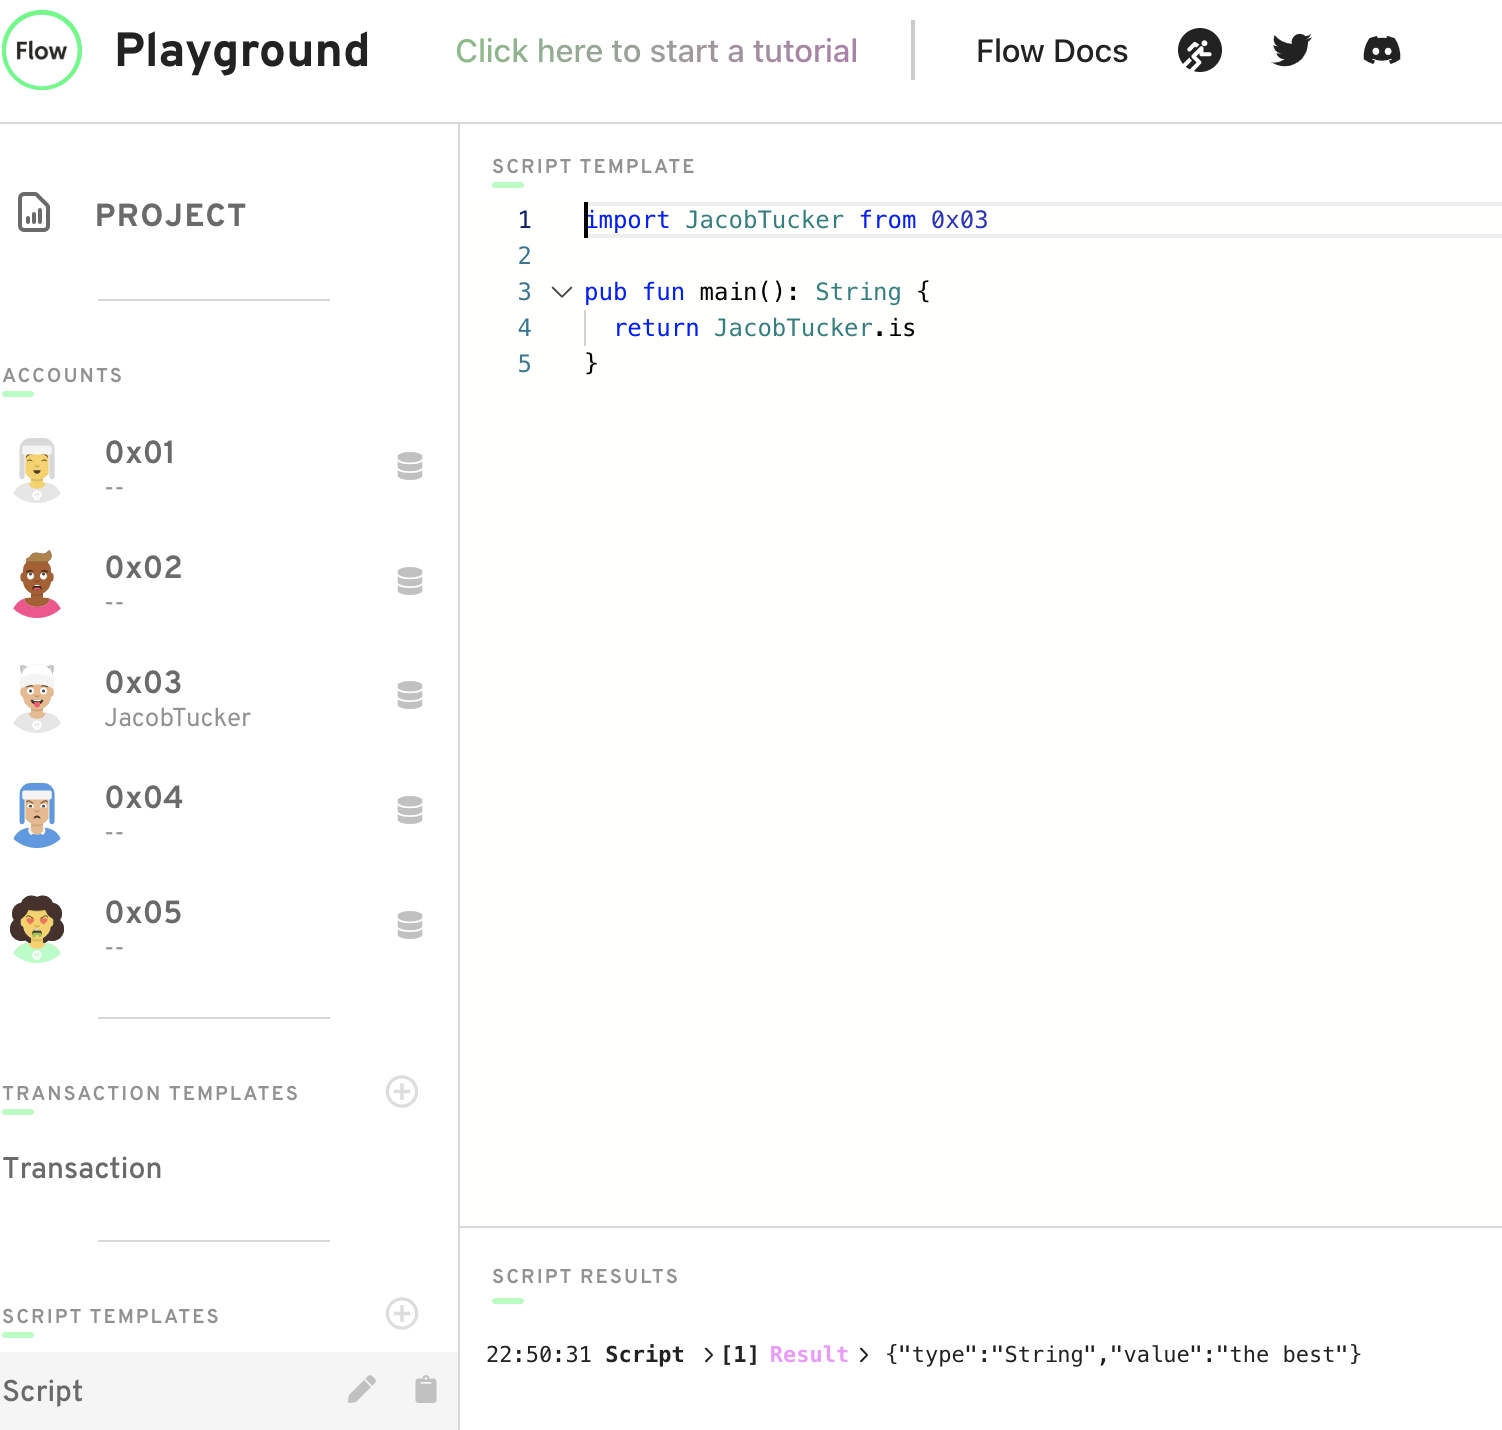 Flow Playground Click here to start a tutorial Flow Docs
PROJECT
ACCOUNTS
0x01
--
0x02
--
0x03
JacobTucker
0x04
--
0x05
--
TRANSACTION TEMPLATES
Transaction
SCRIPT TEMPLATES
Script
SCRIPT TEMPLATE
1 import JacobTucker from 0x03
2
3 pub fun main(): String {
4 return JacobTucker.is
5 }
SCRIPT RESULTS
22:50:31 Script >[1] Result > {"type":"String","value":"the best"}